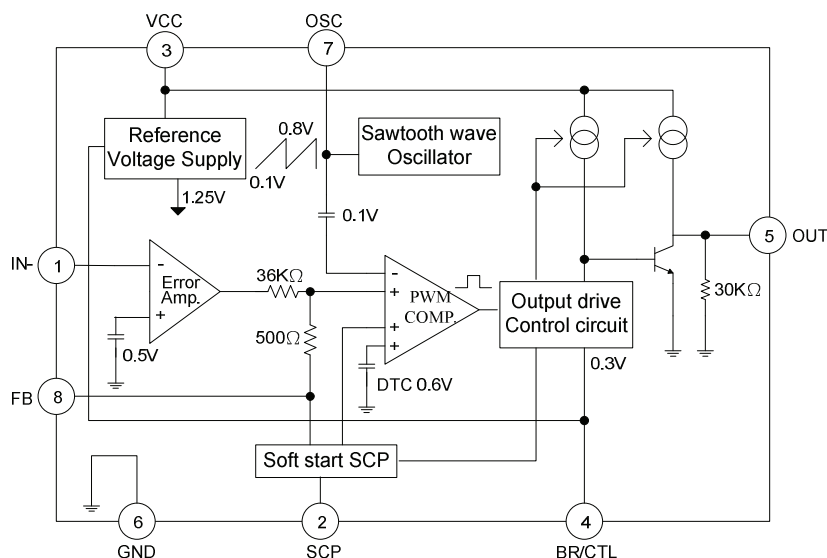 VCC
3
OSC
7
Reference
Voltage Supply
0.8V
0.1V
Sawtooth wave
Oscillator
1.25V
0.1V
IN-
1
Error
Amp.
36KΩ
PWM
COMP.
Output drive
Control circuit
5
OUT
30KΩ
0.5V
500Ω
DTC 0.6V
0.3V
FB
8
Soft start SCP
6
GND
2
SCP
4
BR/CTL